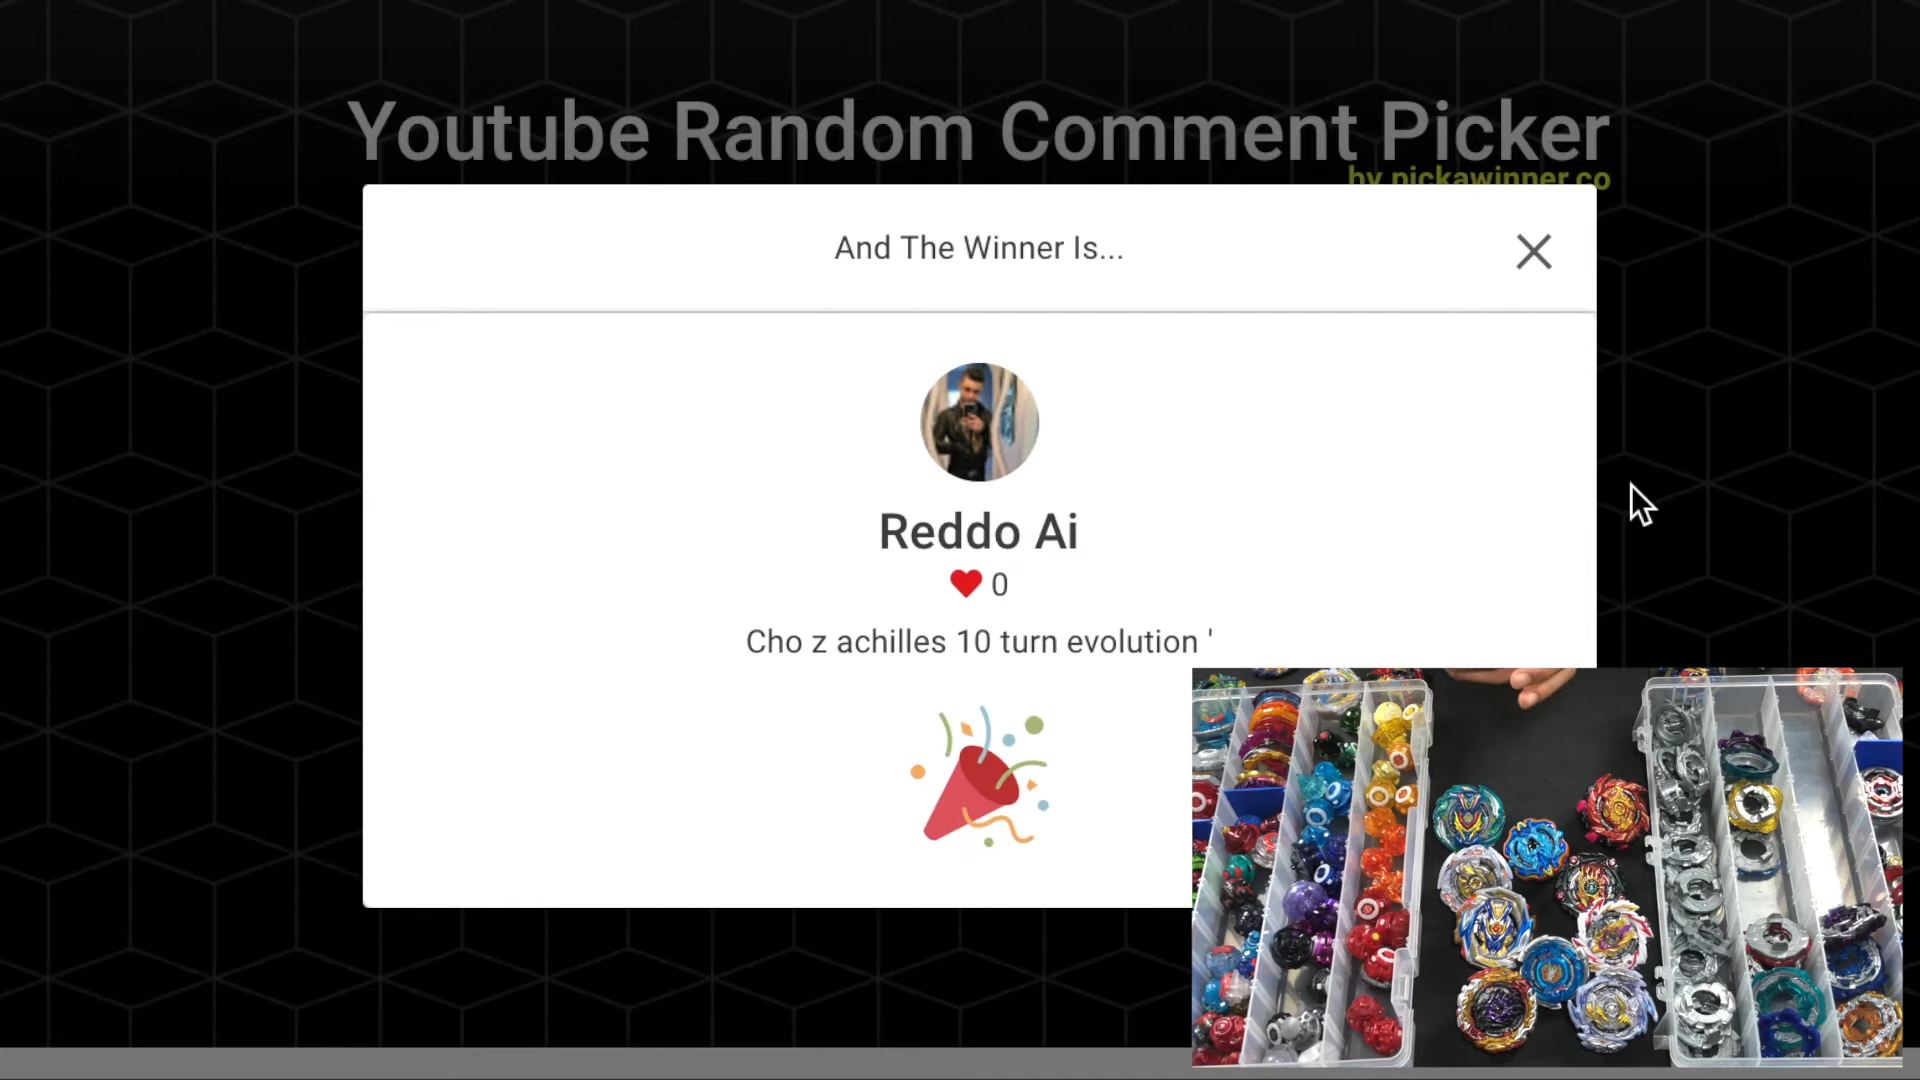 Youtube Random Comment Picker
by pickawinner.co
And The Winner Is...
Reddo Ai
0
Cho z achilles 10 turn evolution '